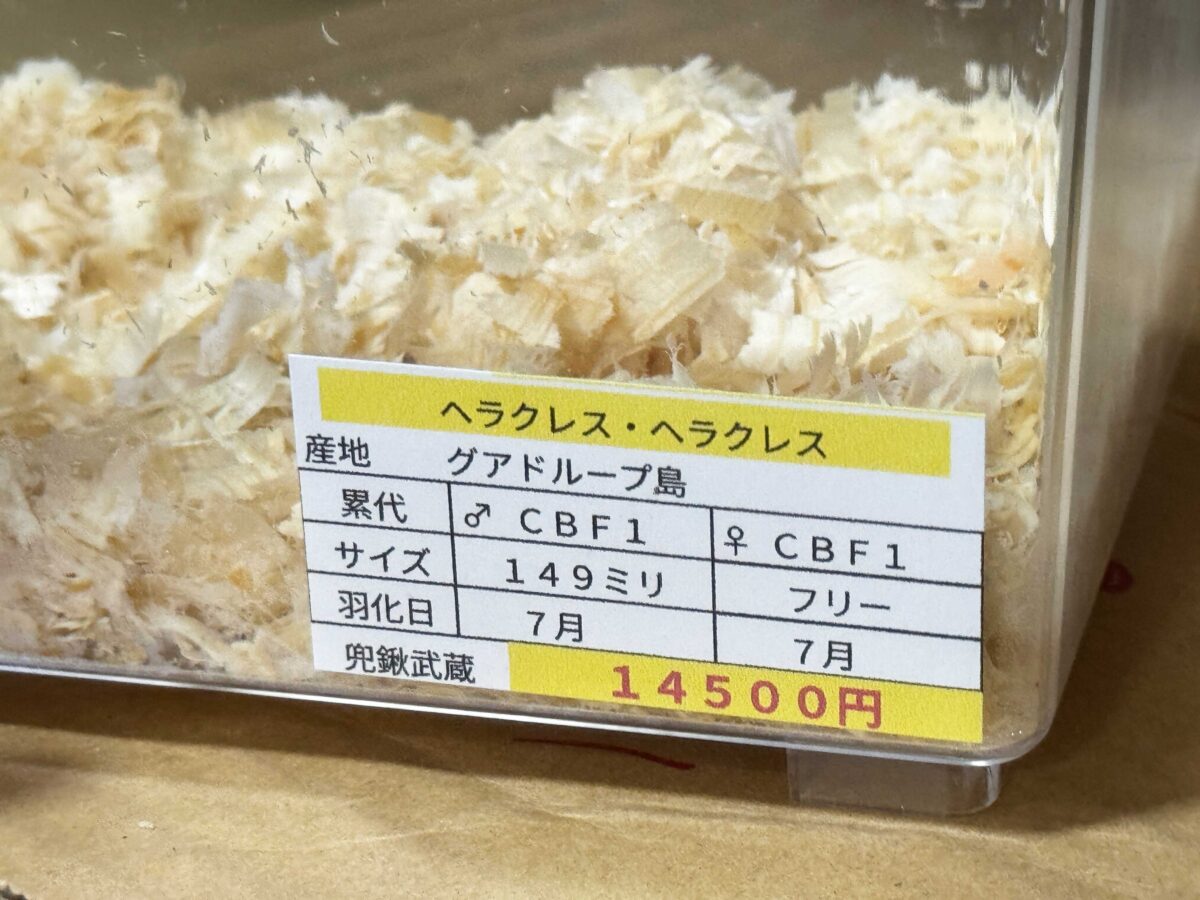 ヘラクレス・ヘラクレス
産地 グアドループ島
累代 ♂ CBF1 ♀ CBF1
サイズ 149ミリ フリー
羽化日 7月 7月
兜鍬武蔵 14500円